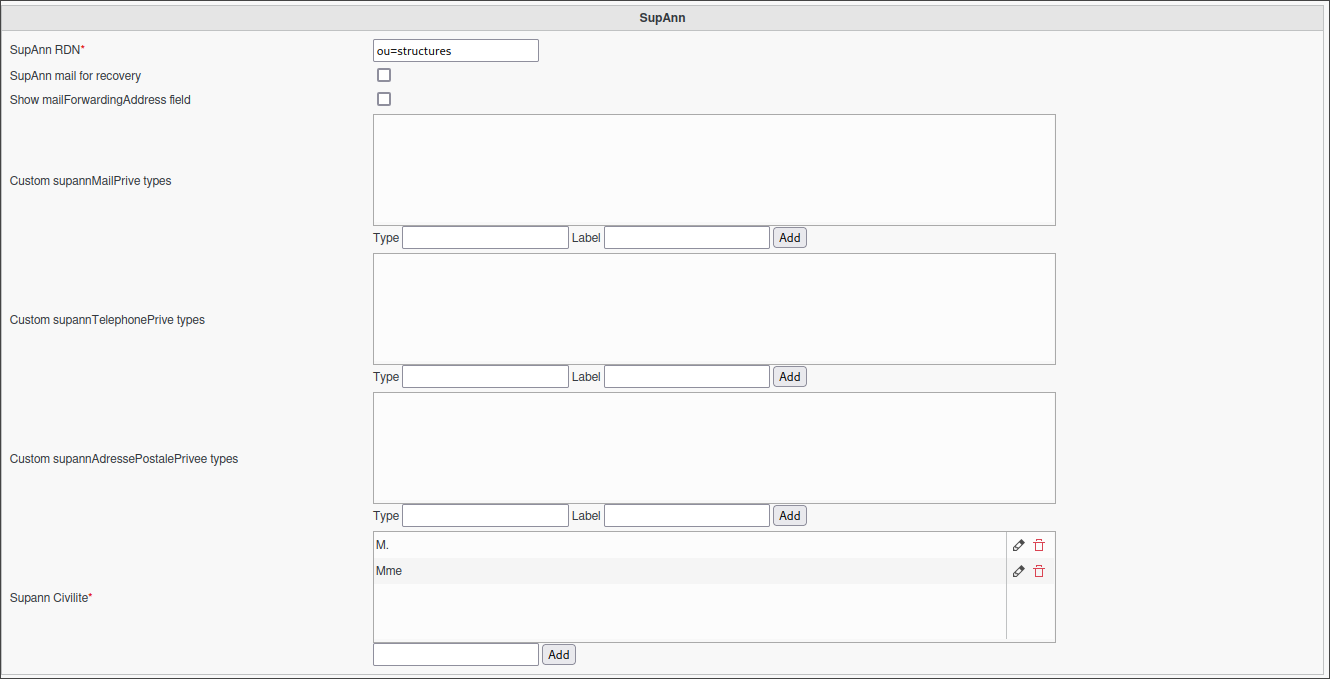 SupAnn
SupAnn RDN* ou=structures
SupAnn mail for recovery
Show mailForwardingAddress field
Custom supannMailPrive types
Type Label Add
Custom supannTelephonePrive types
Type Label Add
Custom supannAdressePostalePrivee types
Type Label Add
M.
Mme
Supann Civilite*
Add